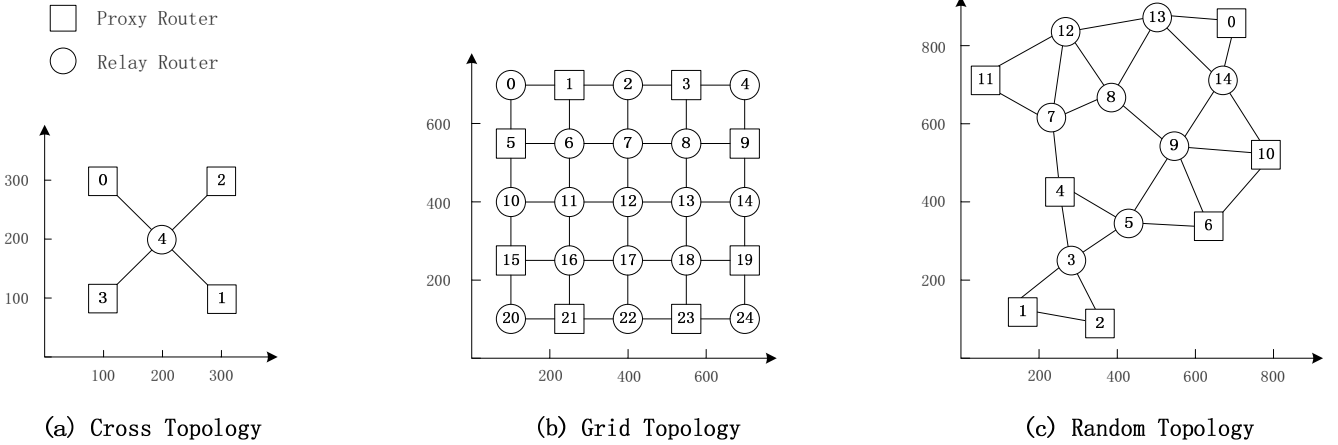 Proxy Router
Relay Router
300
200
100
0
2
4
3
1
100 200 300
(a) Cross Topology
600
400
200
0 1 2 3 4
5 6 7 8 9
10 11 12 13 14
15 16 17 18 19
20 21 22 23 24
200 400 600
(b) Grid Topology
800
600
400
200
13
0
12
11
14
8
7
9
10
4
5
6
3
1
2
200 400 600 800
(c) Random Topology